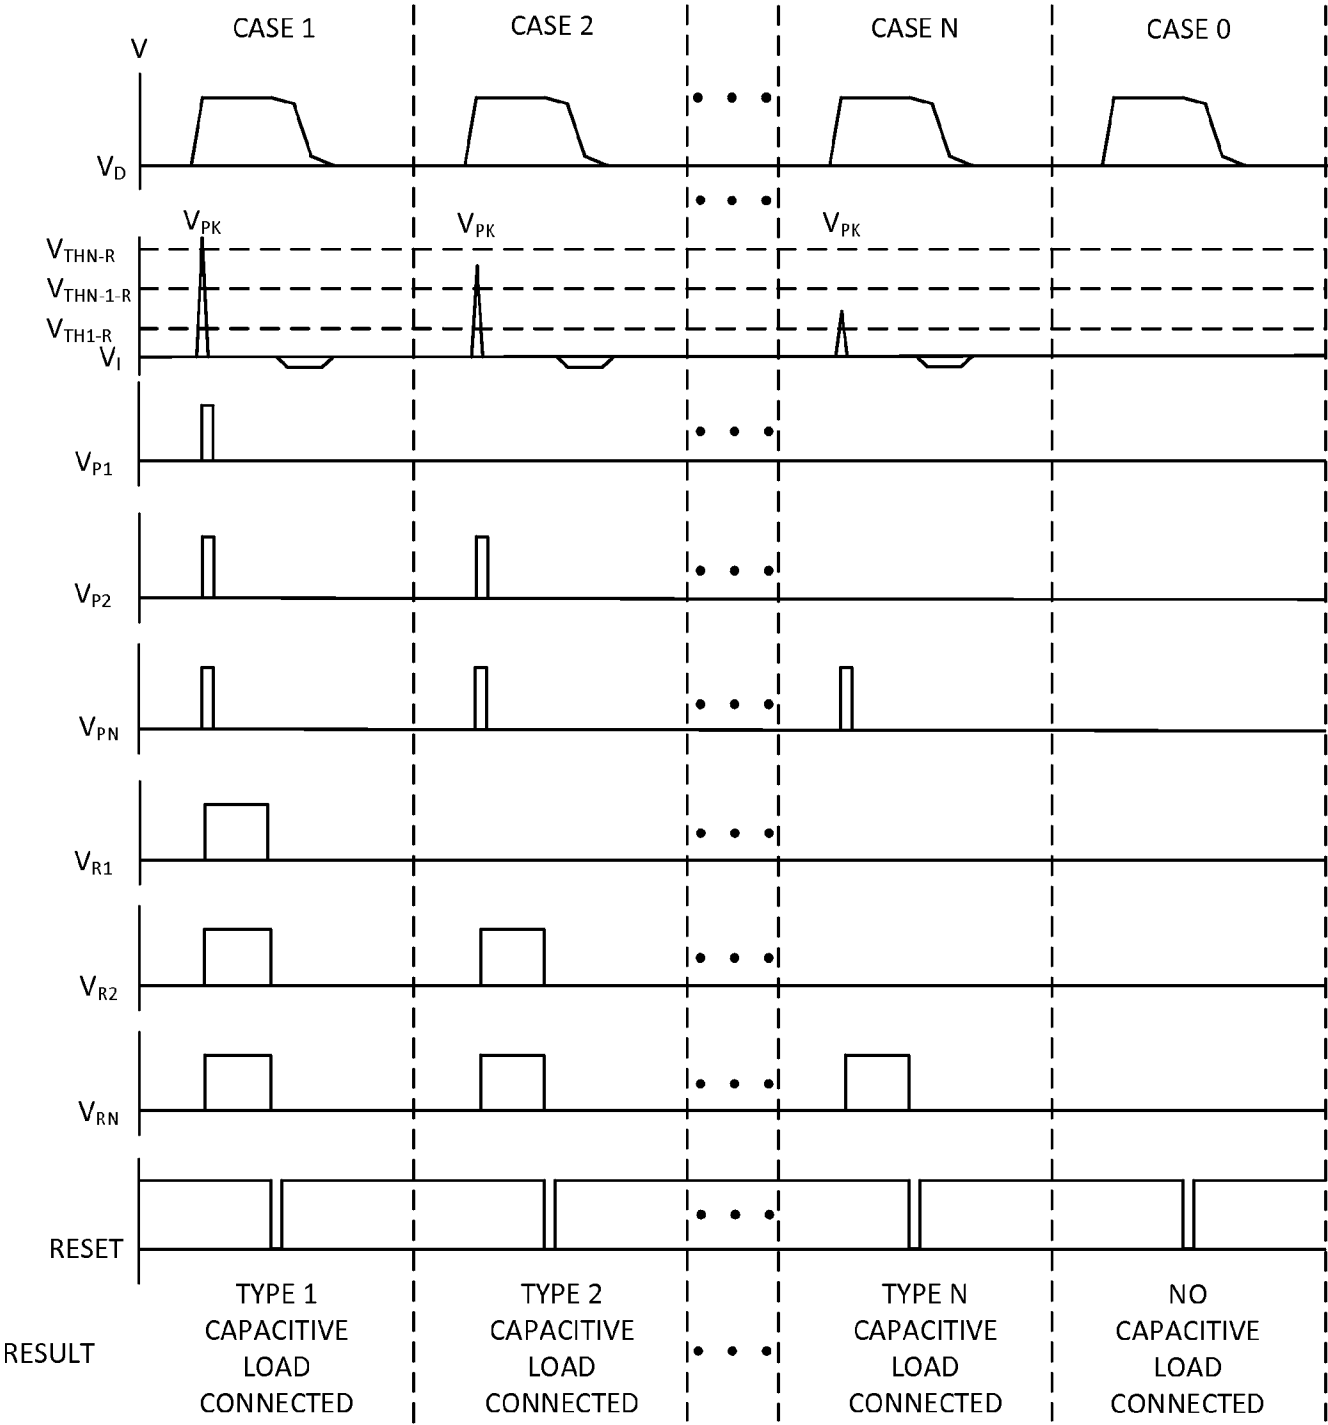 CASE 1 CASE 2 CASE N CASE 0
V
VD
VPK VPK VPK
VTHN-R
VTHN-1-R
VTH1-R
VI
VP1
VP2
VPN
VR1
VR2
VRN
RESET
RESULT
TYPE 1
CAPACITIVE
LOAD
CONNECTED
TYPE 2
CAPACITIVE
LOAD
CONNECTED
TYPE N
CAPACITIVE
LOAD
CONNECTED
NO
CAPACITIVE
LOAD
CONNECTED